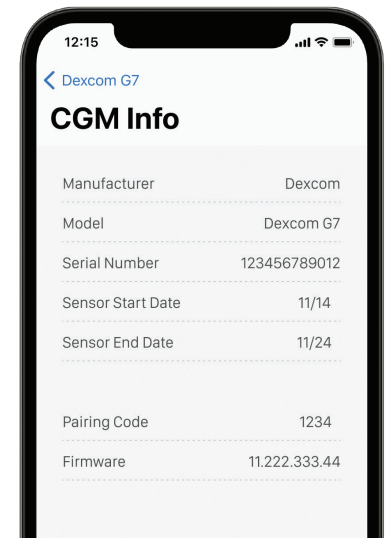 12:15
Dexcom G7
CGM Info
Manufacturer Dexcom
Model Dexcom G7
Serial Number 123456789012
Sensor Start Date 11/14
Sensor End Date 11/24
Pairing Code 1234
Firmware 11.222.333.44